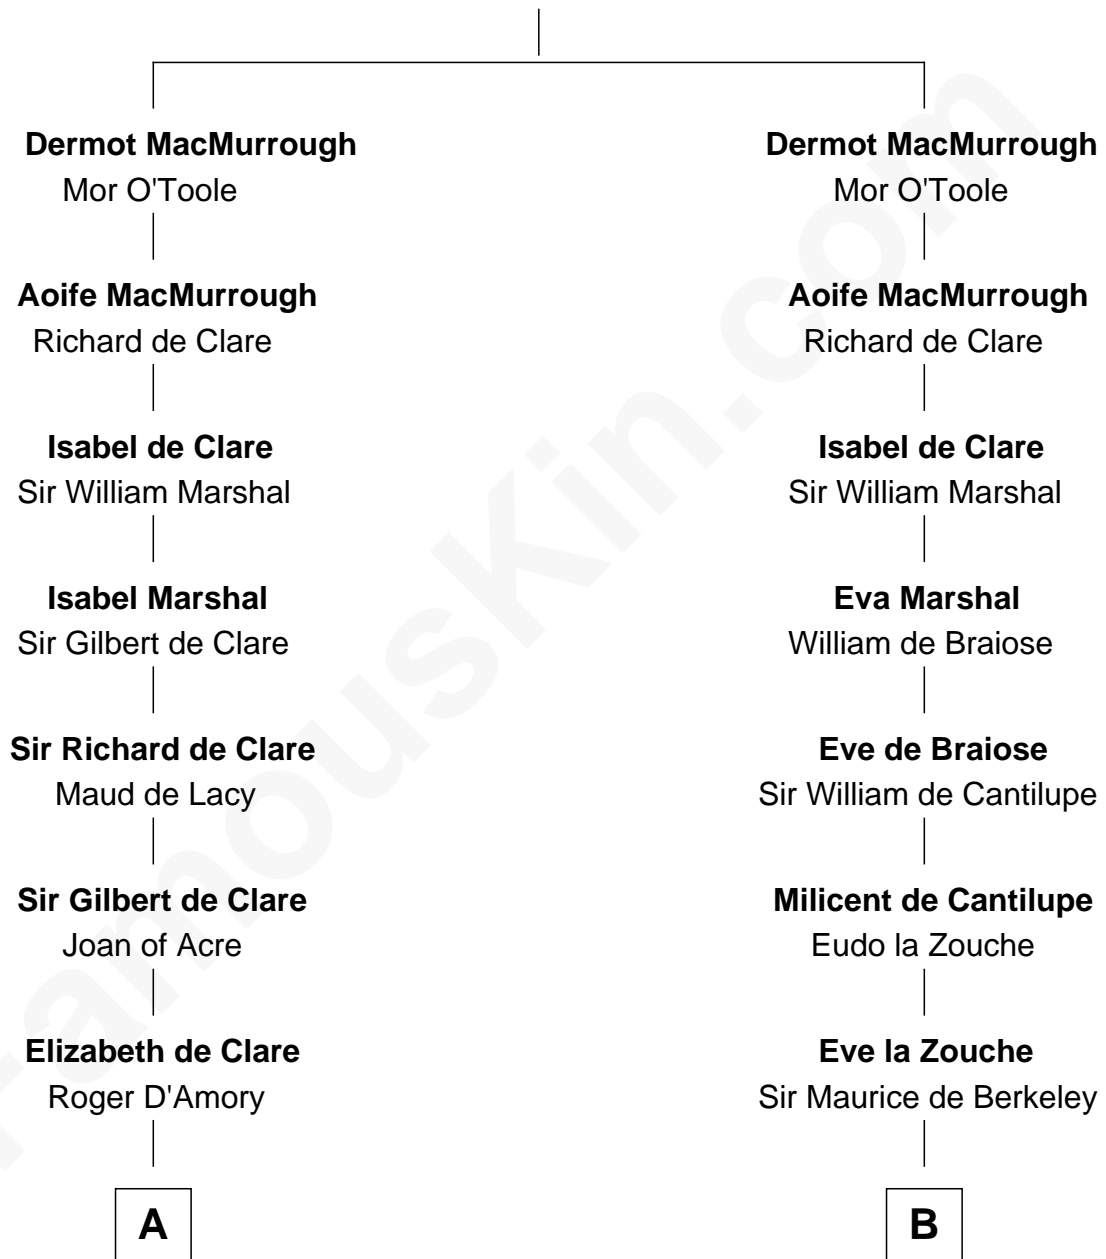 Dermot MacMurrough
Mor O'Toole
Aoife MacMurrough
Richard de Clare
Isabel de Clare
Sir William Marshal
Isabel Marshal
Sir Gilbert de Clare
Sir Richard de Clare
Maud de Lacy
Sir Gilbert de Clare
Joan of Acre
Elizabeth de Clare
Roger D'Amory
A
Dermot MacMurrough
Mor O'Toole
Aoife MacMurrough
Richard de Clare
Isabel de Clare
Sir William Marshal
Eva Marshal
William de Braiose
Eve de Braiose
Sir William de Cantilupe
Milicent de Cantilupe
Eudo la Zouche
Eve la Zouche
Sir Maurice de Berkeley
B
FamousKin.com